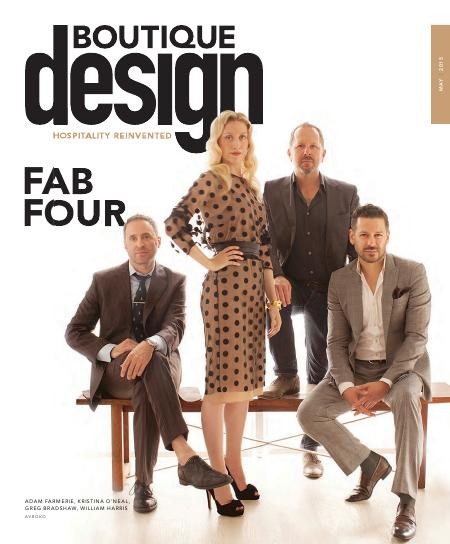 BOUTIQUE
design
HOSPITALITY REINVENTED
MAY 2015
FAB
FOUR
ADAM FARMERIE, KRISTINA O'NEAL,
GREG BRADSHAW, WILLIAM HARRIS
AVROKO